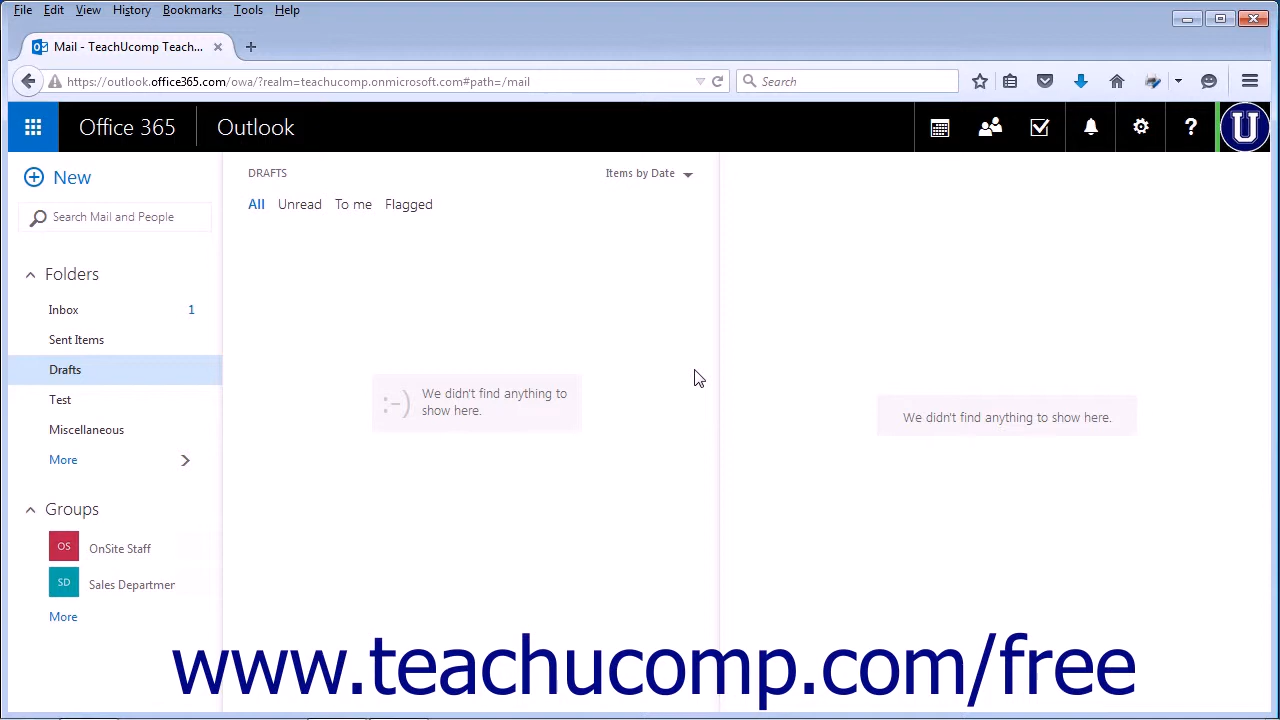 File Edit View History Bookmarks Tools Help
Mail - TeachUcomp Teach...
https://outlook.office365.com/owa/?realm=teachucomp.onmicrosoft.com#path=/mail
Search
Office 365
Outlook
?
U
New
Search Mail and People
Folders
Inbox 1
Sent Items
Drafts
Test
Miscellaneous
More
Groups
OS OnSite Staff
SD Sales Departmer
More
DRAFTS
Items by Date
All Unread To me Flagged
:-)
We didn't find anything to
show here.
We didn't find anything to show here.
www.teachucomp.com/free